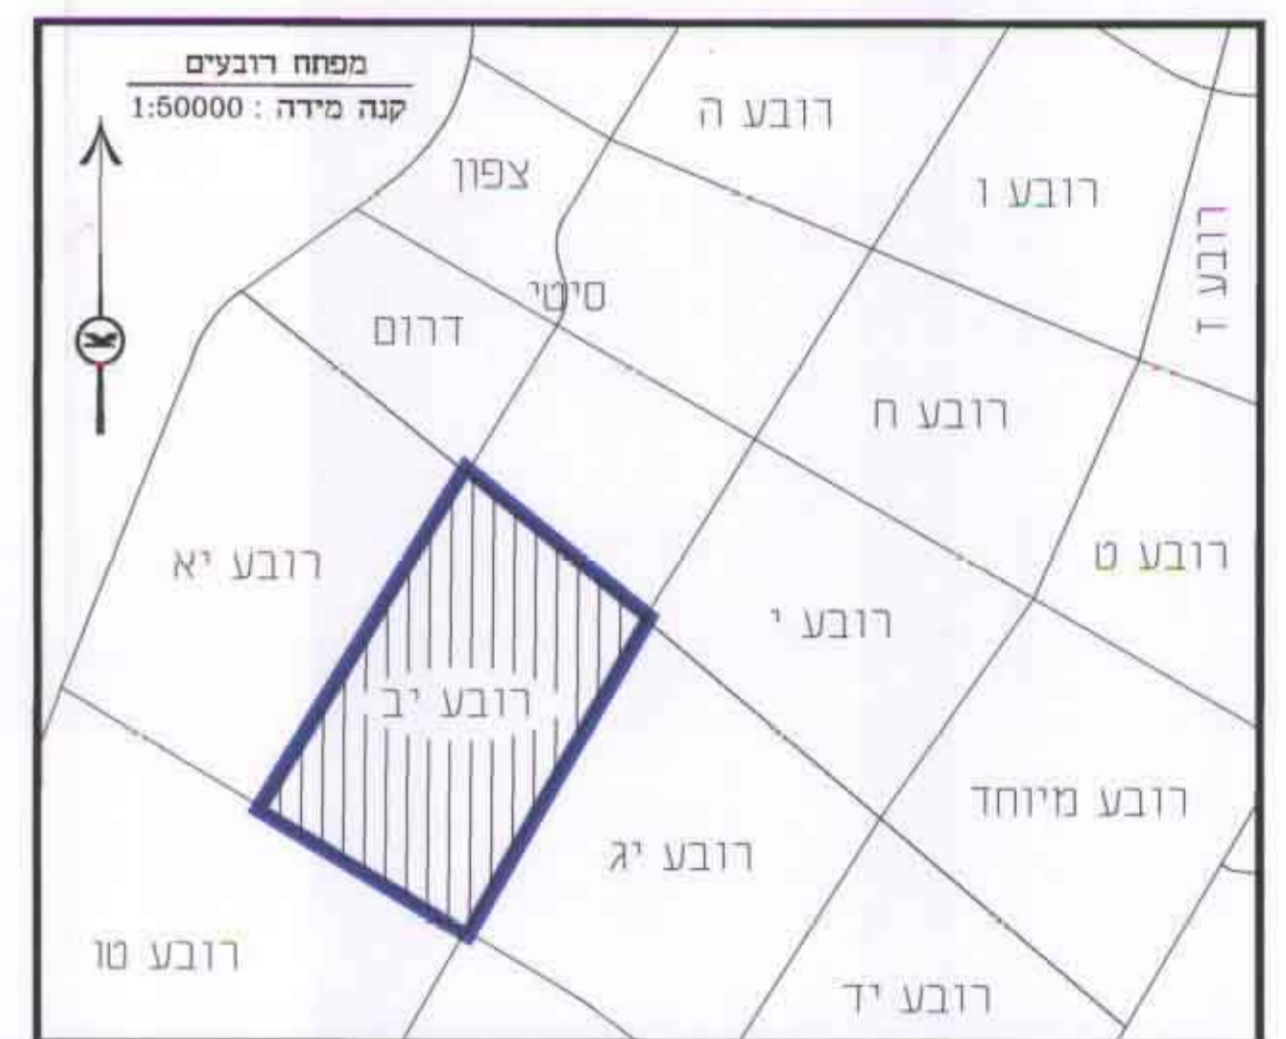 מפתח רובעים
קנה מידה : 1:50000
רובע ה
צפון
רובע ו
רובע ז
סיטי
דרום
רובע ח
רובע ט
רובע יא
רובע י
רובע יב
רובע מיוחד
רובע יג
רובע טו
רובע יד